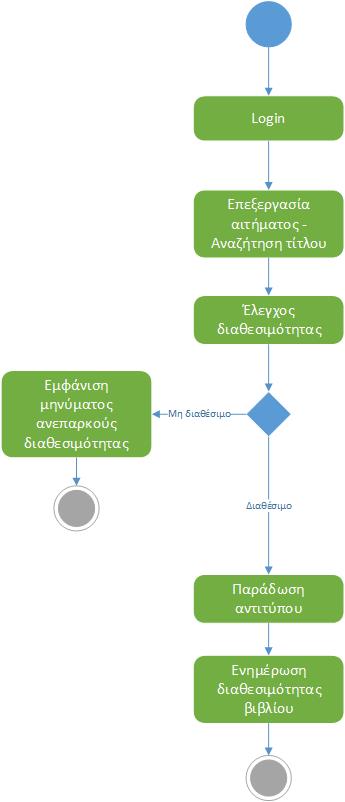 Login
Επεξεργασία
αιτήματος -
Αναζήτηση τίτλου
Έλεγχος
διαθεσιμότητας
Εμφάνιση
μηνύματος
ανεπαρκούς
διαθεσιμότητας
Μη διαθέσιμο
Διαθέσιμο
Παράδωση
αντιτύπου
Ενημέρωση
διαθεσιμότητας
βιβλίου